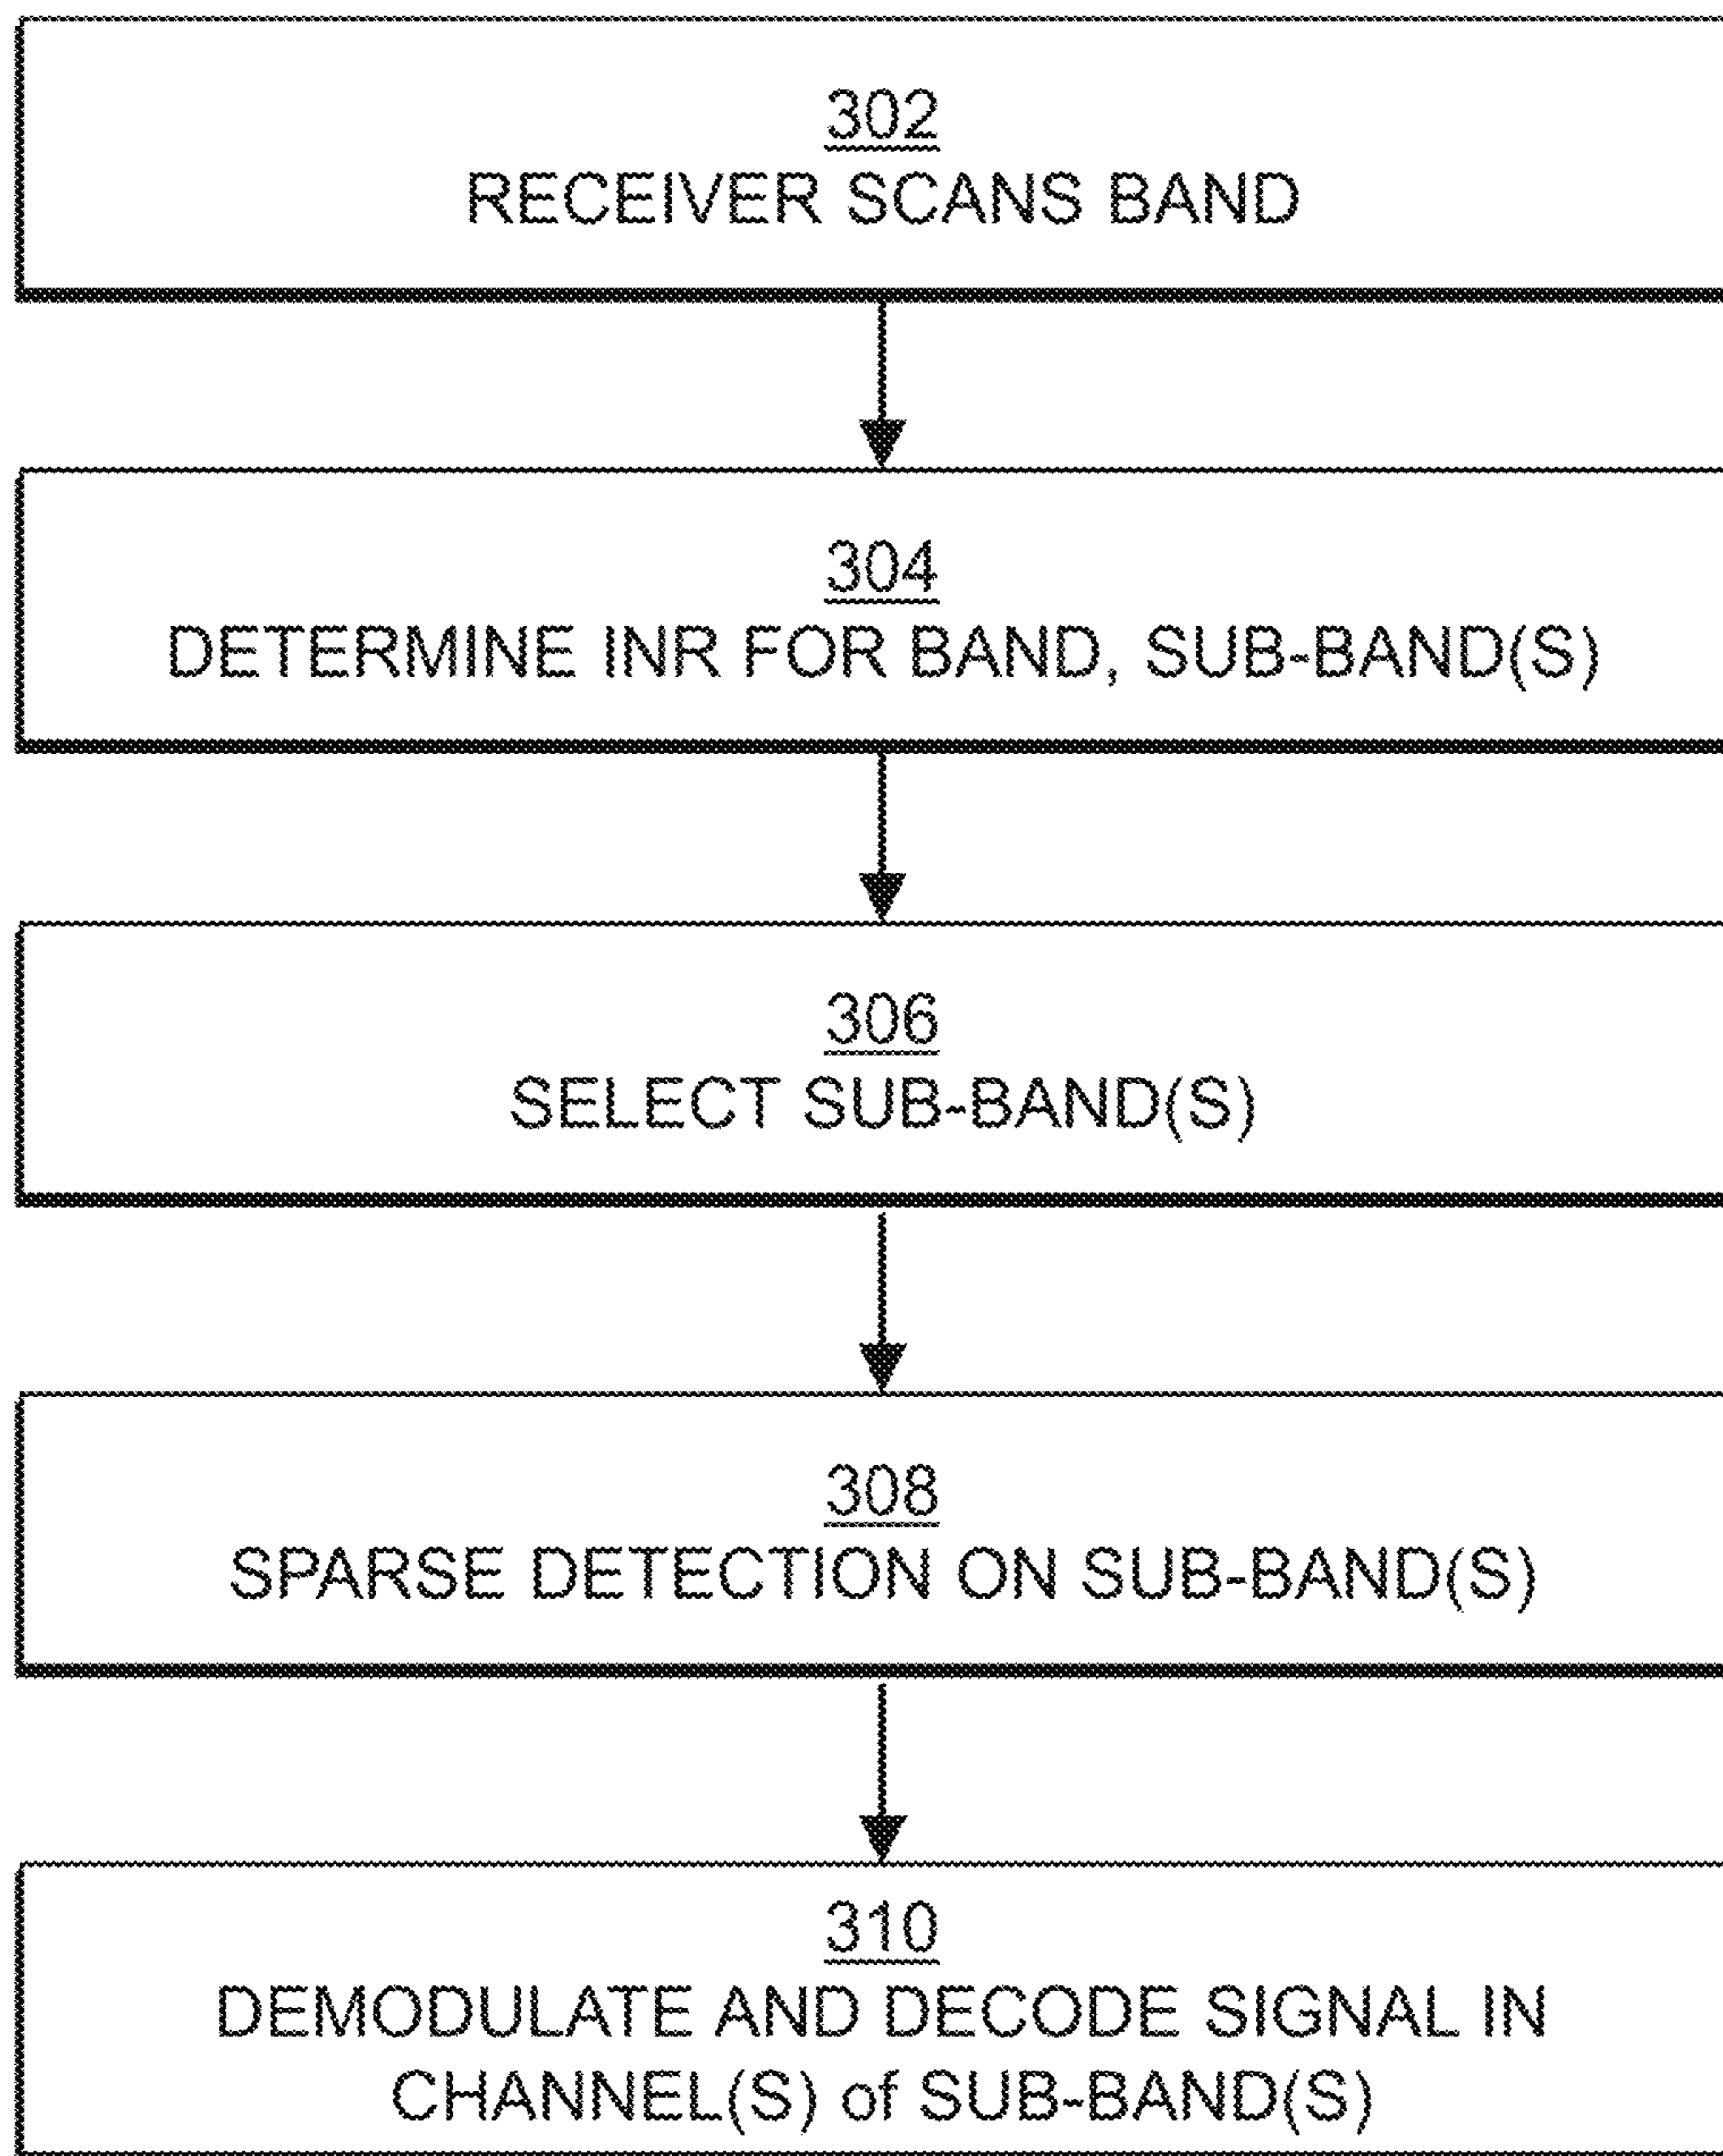 302
RECEIVER SCANS BAND
304
DETERMINE INR FOR BAND, SUB-BAND(S)
306
SELECT SUB-BAND(S)
308
SPARSE DETECTION ON SUB-BAND(S)
310
DEMODULATE AND DECODE SIGNAL IN
CHANNEL(S) of SUB-BAND(S)